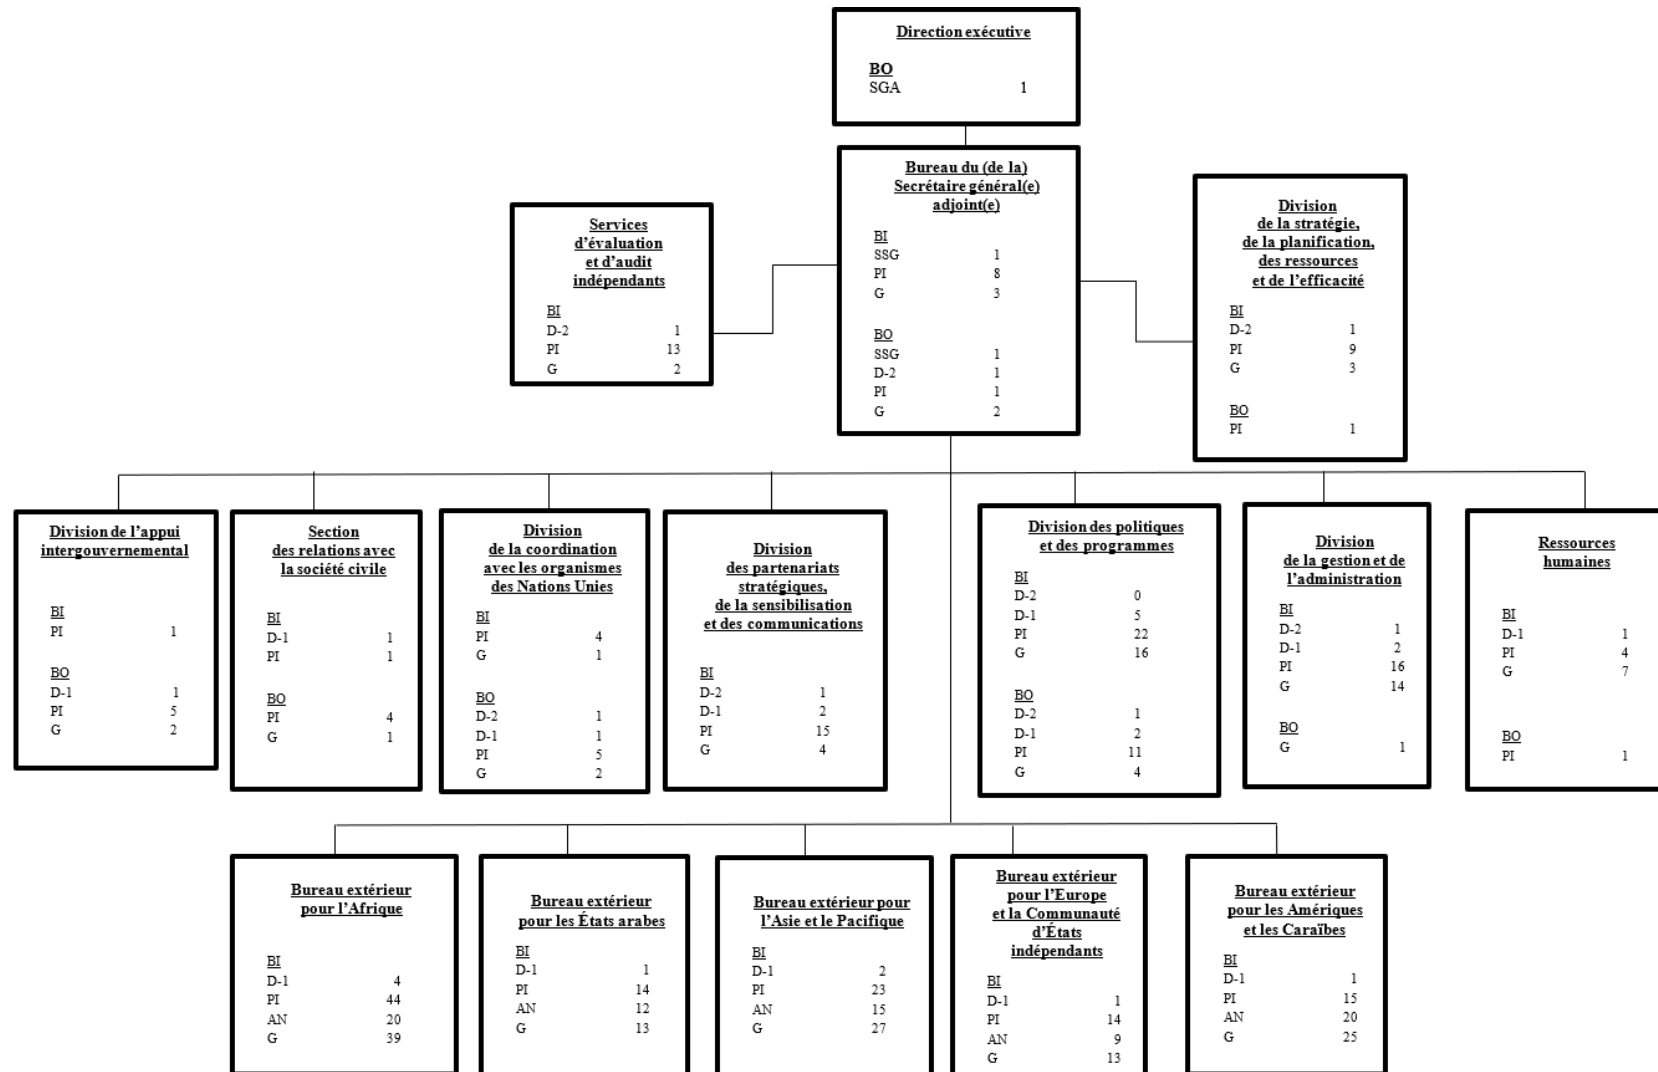 Direction exécutive
BO
SGA 1
Bureau du (de la)
Secrétaire général(e)
adjoint(e)
BI
SSG 1
PI 8
G 3
BO
SSG 1
D-2 1
PI 1
G 2
Services
d’évaluation
et d’audit
indépendants
BI
D-2 1
PI 13
G 2
Division
de la stratégie,
de la planification,
des ressources
et de l’efficacité
BI
D-2 1
PI 9
G 3
BO
PI 1
Division de l’appui
intergouvernemental
BI
PI 1
BO
D-1 1
PI 5
G 2
Section
des relations avec
la société civile
BI
D-1 1
PI 1
BO
PI 4
G 1
Division
de la coordination
avec les organismes
des Nations Unies
BI
PI 4
G 1
BO
D-2 1
D-1 1
PI 5
G 2
Division
des partenariats
stratégiques,
de la sensibilisation
et des communications
BI
D-2 1
D-1 2
PI 15
G 4
Division des politiques
et des programmes
BI
D-2 0
D-1 5
PI 22
G 16
BO
D-2 1
D-1 2
PI 11
G 4
Division
de la gestion et de
l’administration
BI
D-2 1
D-1 2
PI 16
G 14
BO
G 1
Ressources
humaines
BI
D-1 1
PI 4
G 7
BO
PI 1
Bureau extérieur
pour l’Afrique
BI
D-1 4
PI 44
AN 20
G 39
Bureau extérieur
pour les États arabes
BI
D-1 1
PI 14
AN 12
G 13
Bureau extérieur pour
l’Asie et le Pacifique
BI
D-1 2
PI 23
AN 15
G 27
Bureau extérieur
pour l’Europe
et la Communauté
d’États
indépendants
BI
D-1 1
PI 14
AN 9
G 13
Bureau extérieur
pour les Amériques
et les Caraïbes
BI
D-1 1
PI 15
AN 20
G 25